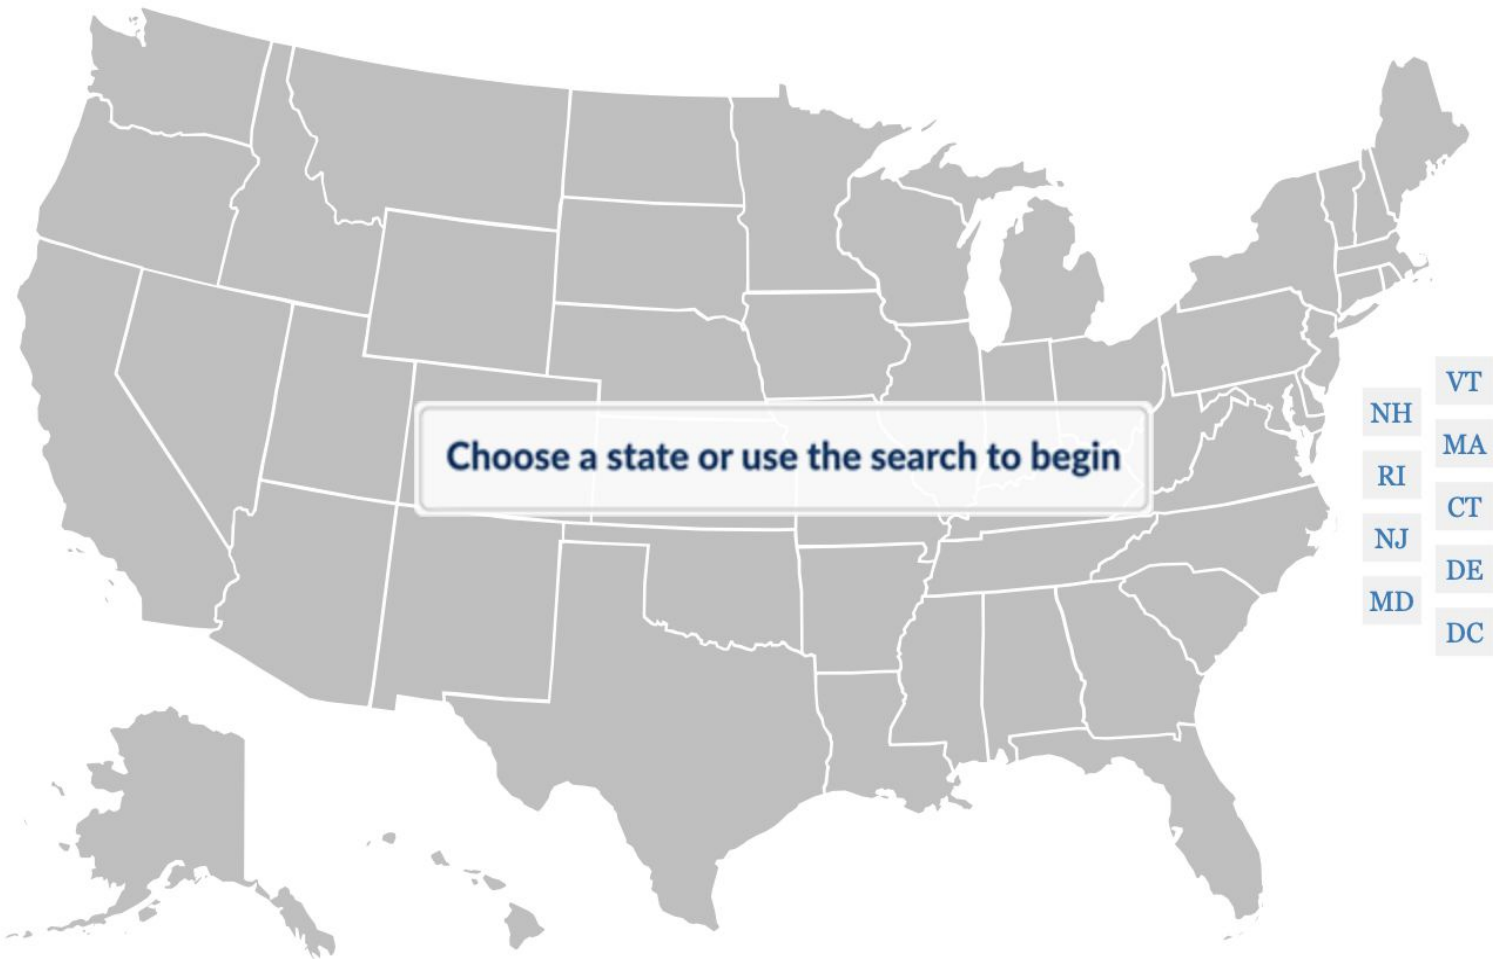 Choose a state or use the search to begin
VT
NH
MA
RI
CT
NJ
DE
MD
DC